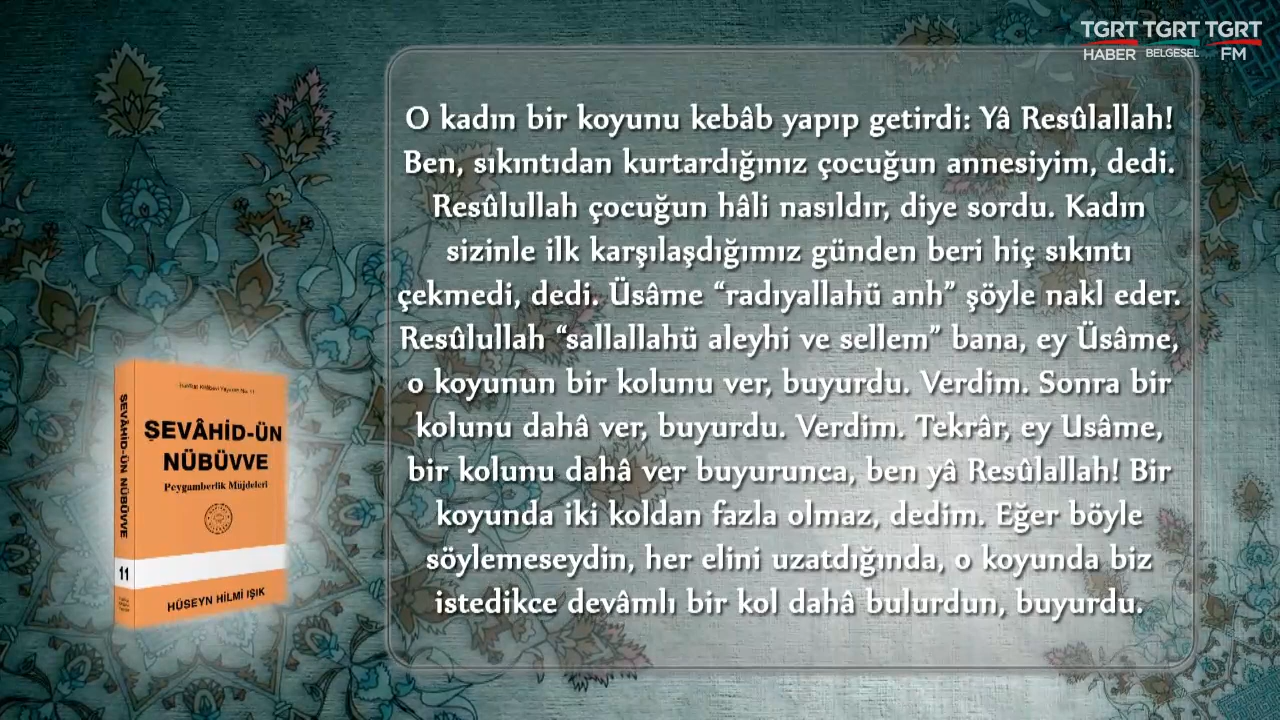 TGRT HABER
TGRT BELGESEL
TGRT FM
O kadın bir koyunu kebâb yapıp getirdi: Yâ Resûlallah!
Ben, sıkıntıdan kurtardığınız çocuğun annesiyim, dedi.
Resûlullah çocuğun hâli nasıldır, diye sordu. Kadın
sizinle ilk karşılaşdığımız günden beri hiç sıkıntı
çekmedi, dedi. Üsâme “radıyallahü anh” şöyle nakl eder.
Resûlullah “sallallahü aleyhi ve sellem” bana, ey Üsâme,
o koyunun bir kolunu ver, buyurdu. Verdim. Sonra bir
kolunu dahâ ver, buyurdu. Verdim. Tekrâr, ey Usâme,
bir kolunu dahâ ver buyurunca, ben yâ Resûlallah! Bir
koyunda iki koldan fazla olmaz, dedim. Eğer böyle
söylemeseydin, her elini uzatdığında, o koyunda biz
istedikce devâmlı bir kol dahâ bulurdun, buyurdu.
ŞEVÂHİD-ÜN
NÜBÜVVE
Peygamberlik Müjdeleri
HÜSEYN HİLMİ IŞIK
ŞEVÂHİD-ÜN NÜBÜVVE
11